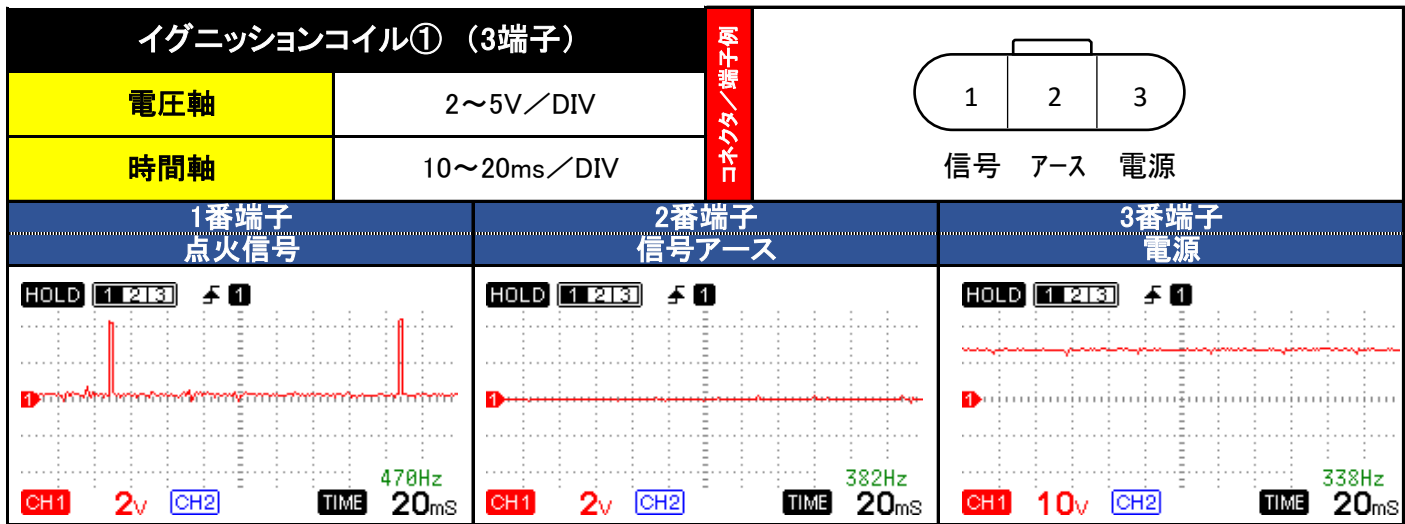 イグニッションコイル① （3端子）
電圧軸 2～5V／DIV
時間軸 10～20ms／DIV
コネクタ／端子例
1 2 3
信号 アース 電源
1番端子 2番端子 3番端子
点火信号 信号アース 電源
HOLD 1 2 3 1 HOLD 1 2 3 1 HOLD 1 2 3 1
1 1 1
470Hz 382Hz 338Hz
CH1 2V CH2 TIME 20mS CH1 2V CH2 TIME 20mS CH1 10V CH2 TIME 20mS